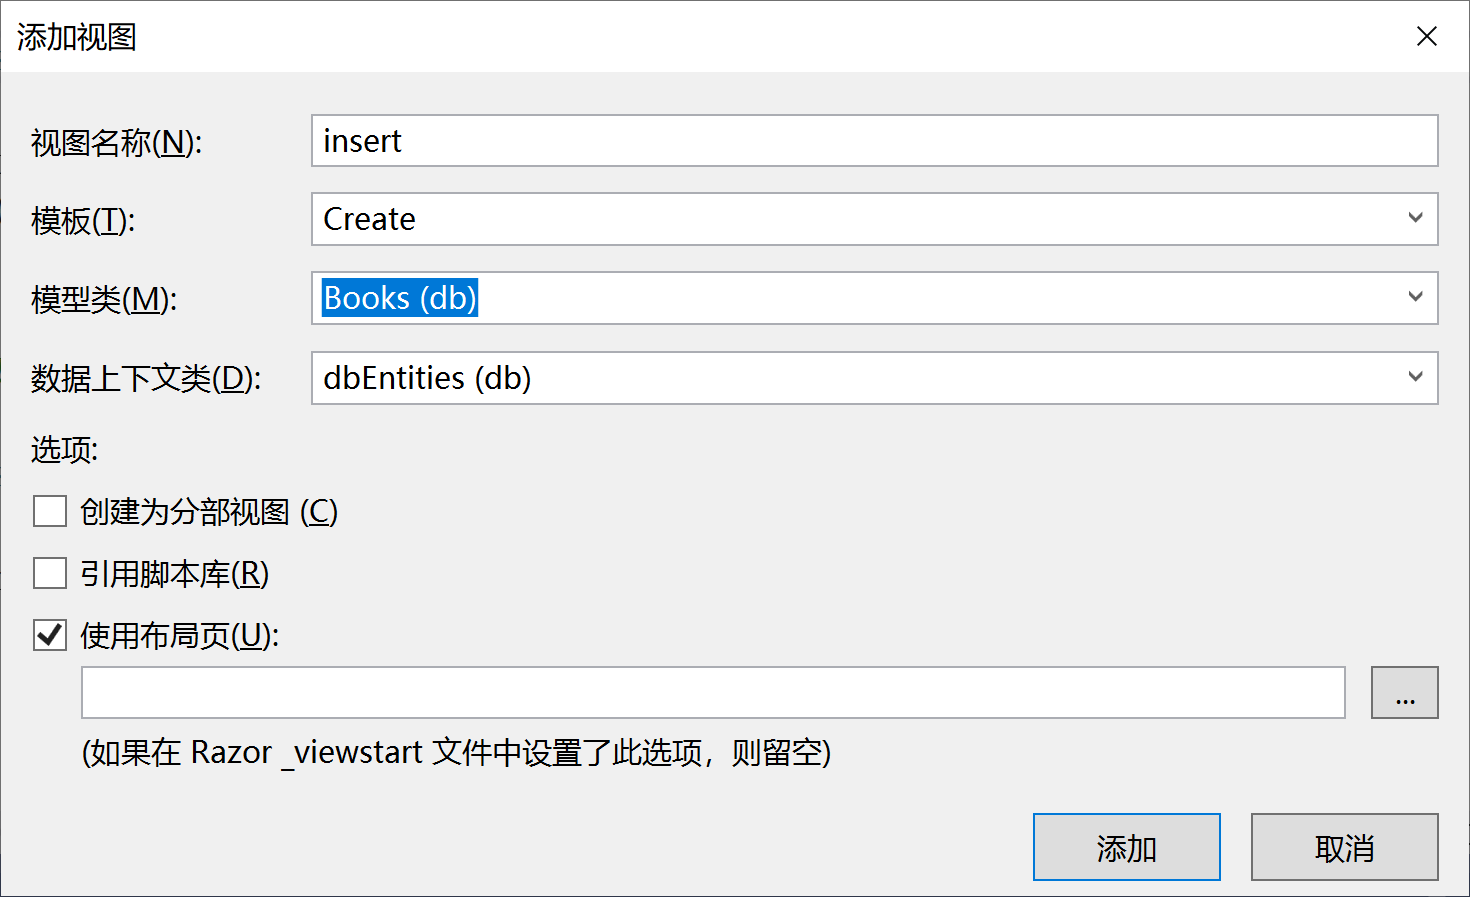 添加视图
视图名称(N):
insert
模板(T):
Create
模型类(M):
Books (db)
数据上下文类(D):
dbEntities (db)
选项:
创建为分部视图 (C)
引用脚本库(R)
使用布局页(U):
...
(如果在 Razor _viewstart 文件中设置了此选项，则留空)
添加
取消